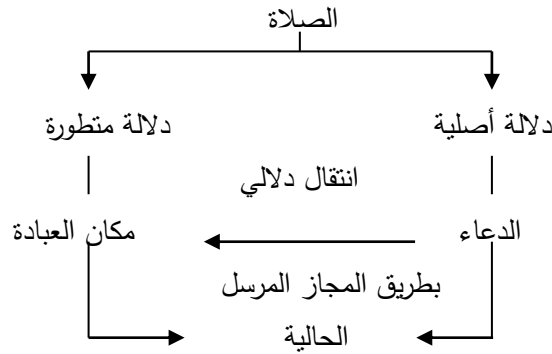 الصلاة
دلالة أصلية
دلالة متطورة
انتقال دلالي
الدعاء
مكان العبادة
بطريق المجاز المرسل
الحالية